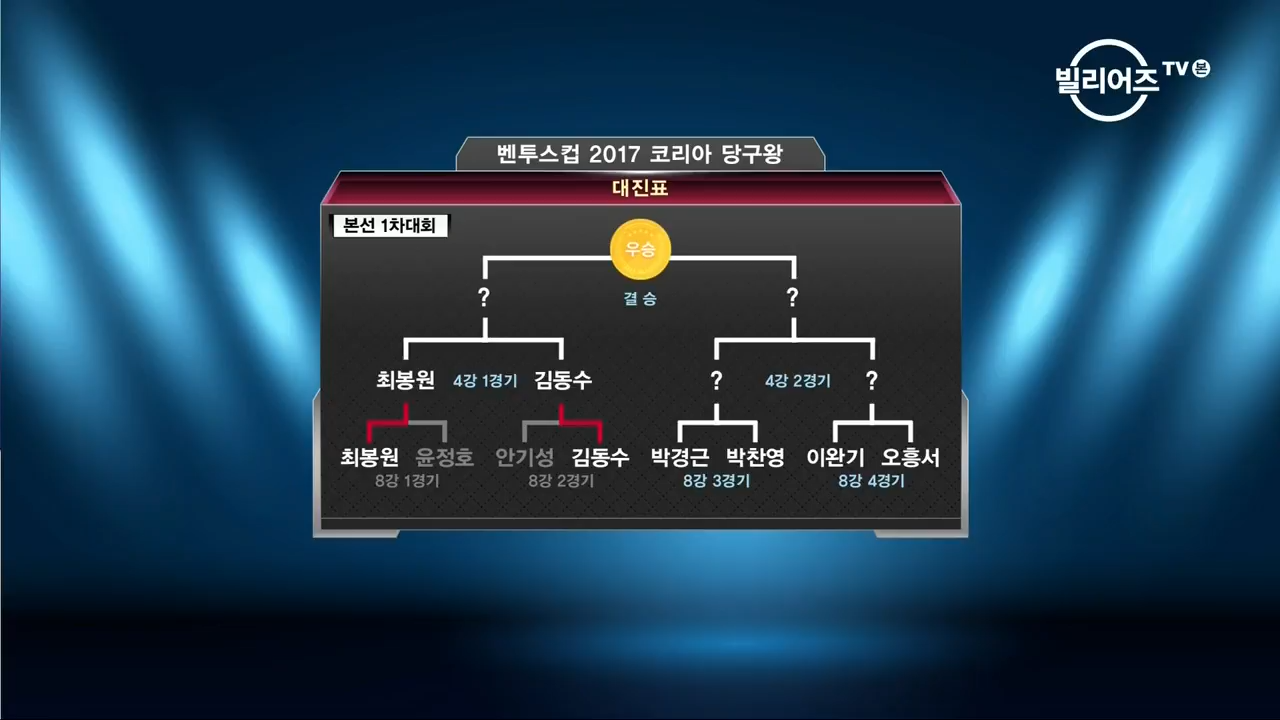 빌리어즈 TV 본
벤투스컵 2017 코리아 당구왕
대진표
본선 1차대회
우승
? 결 승 ?
최봉원 4강 1경기 김동수 ? 4강 2경기 ?
최봉원 윤정호 안기성 김동수 박경근 박찬영 이완기 오흥서
8강 1경기 8강 2경기 8강 3경기 8강 4경기